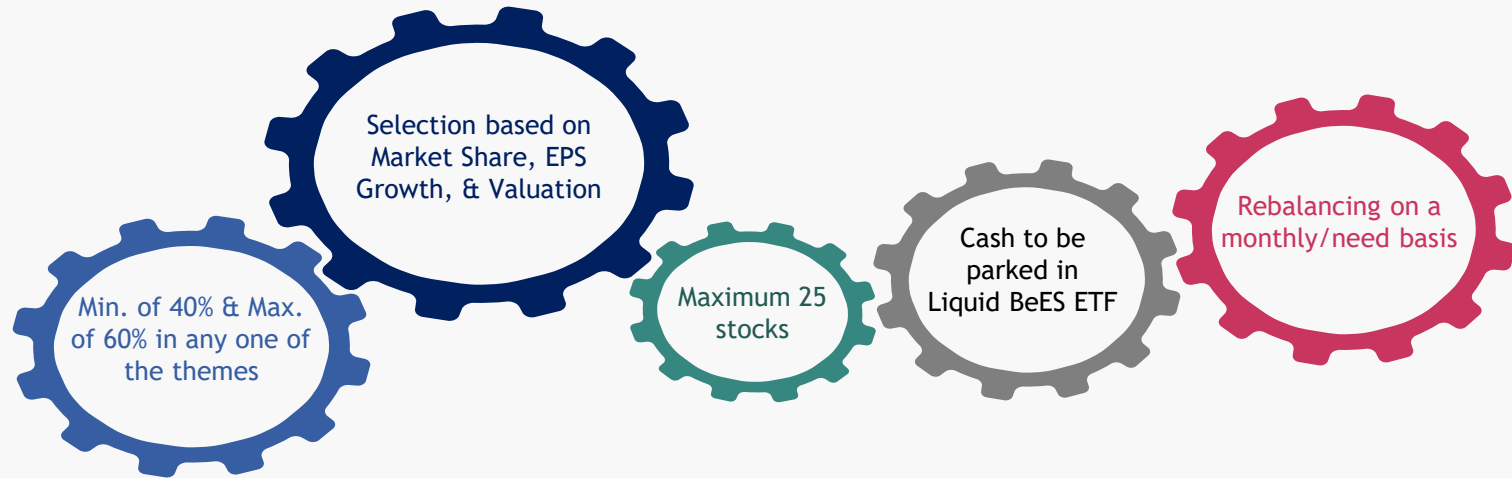 Min. of 40% & Max.
of 60% in any one of
the themes
Selection based on
Market Share, EPS
Growth, & Valuation
Maximum 25
stocks
Cash to be
parked in
Liquid BeES ETF
Rebalancing on a
monthly/need basis